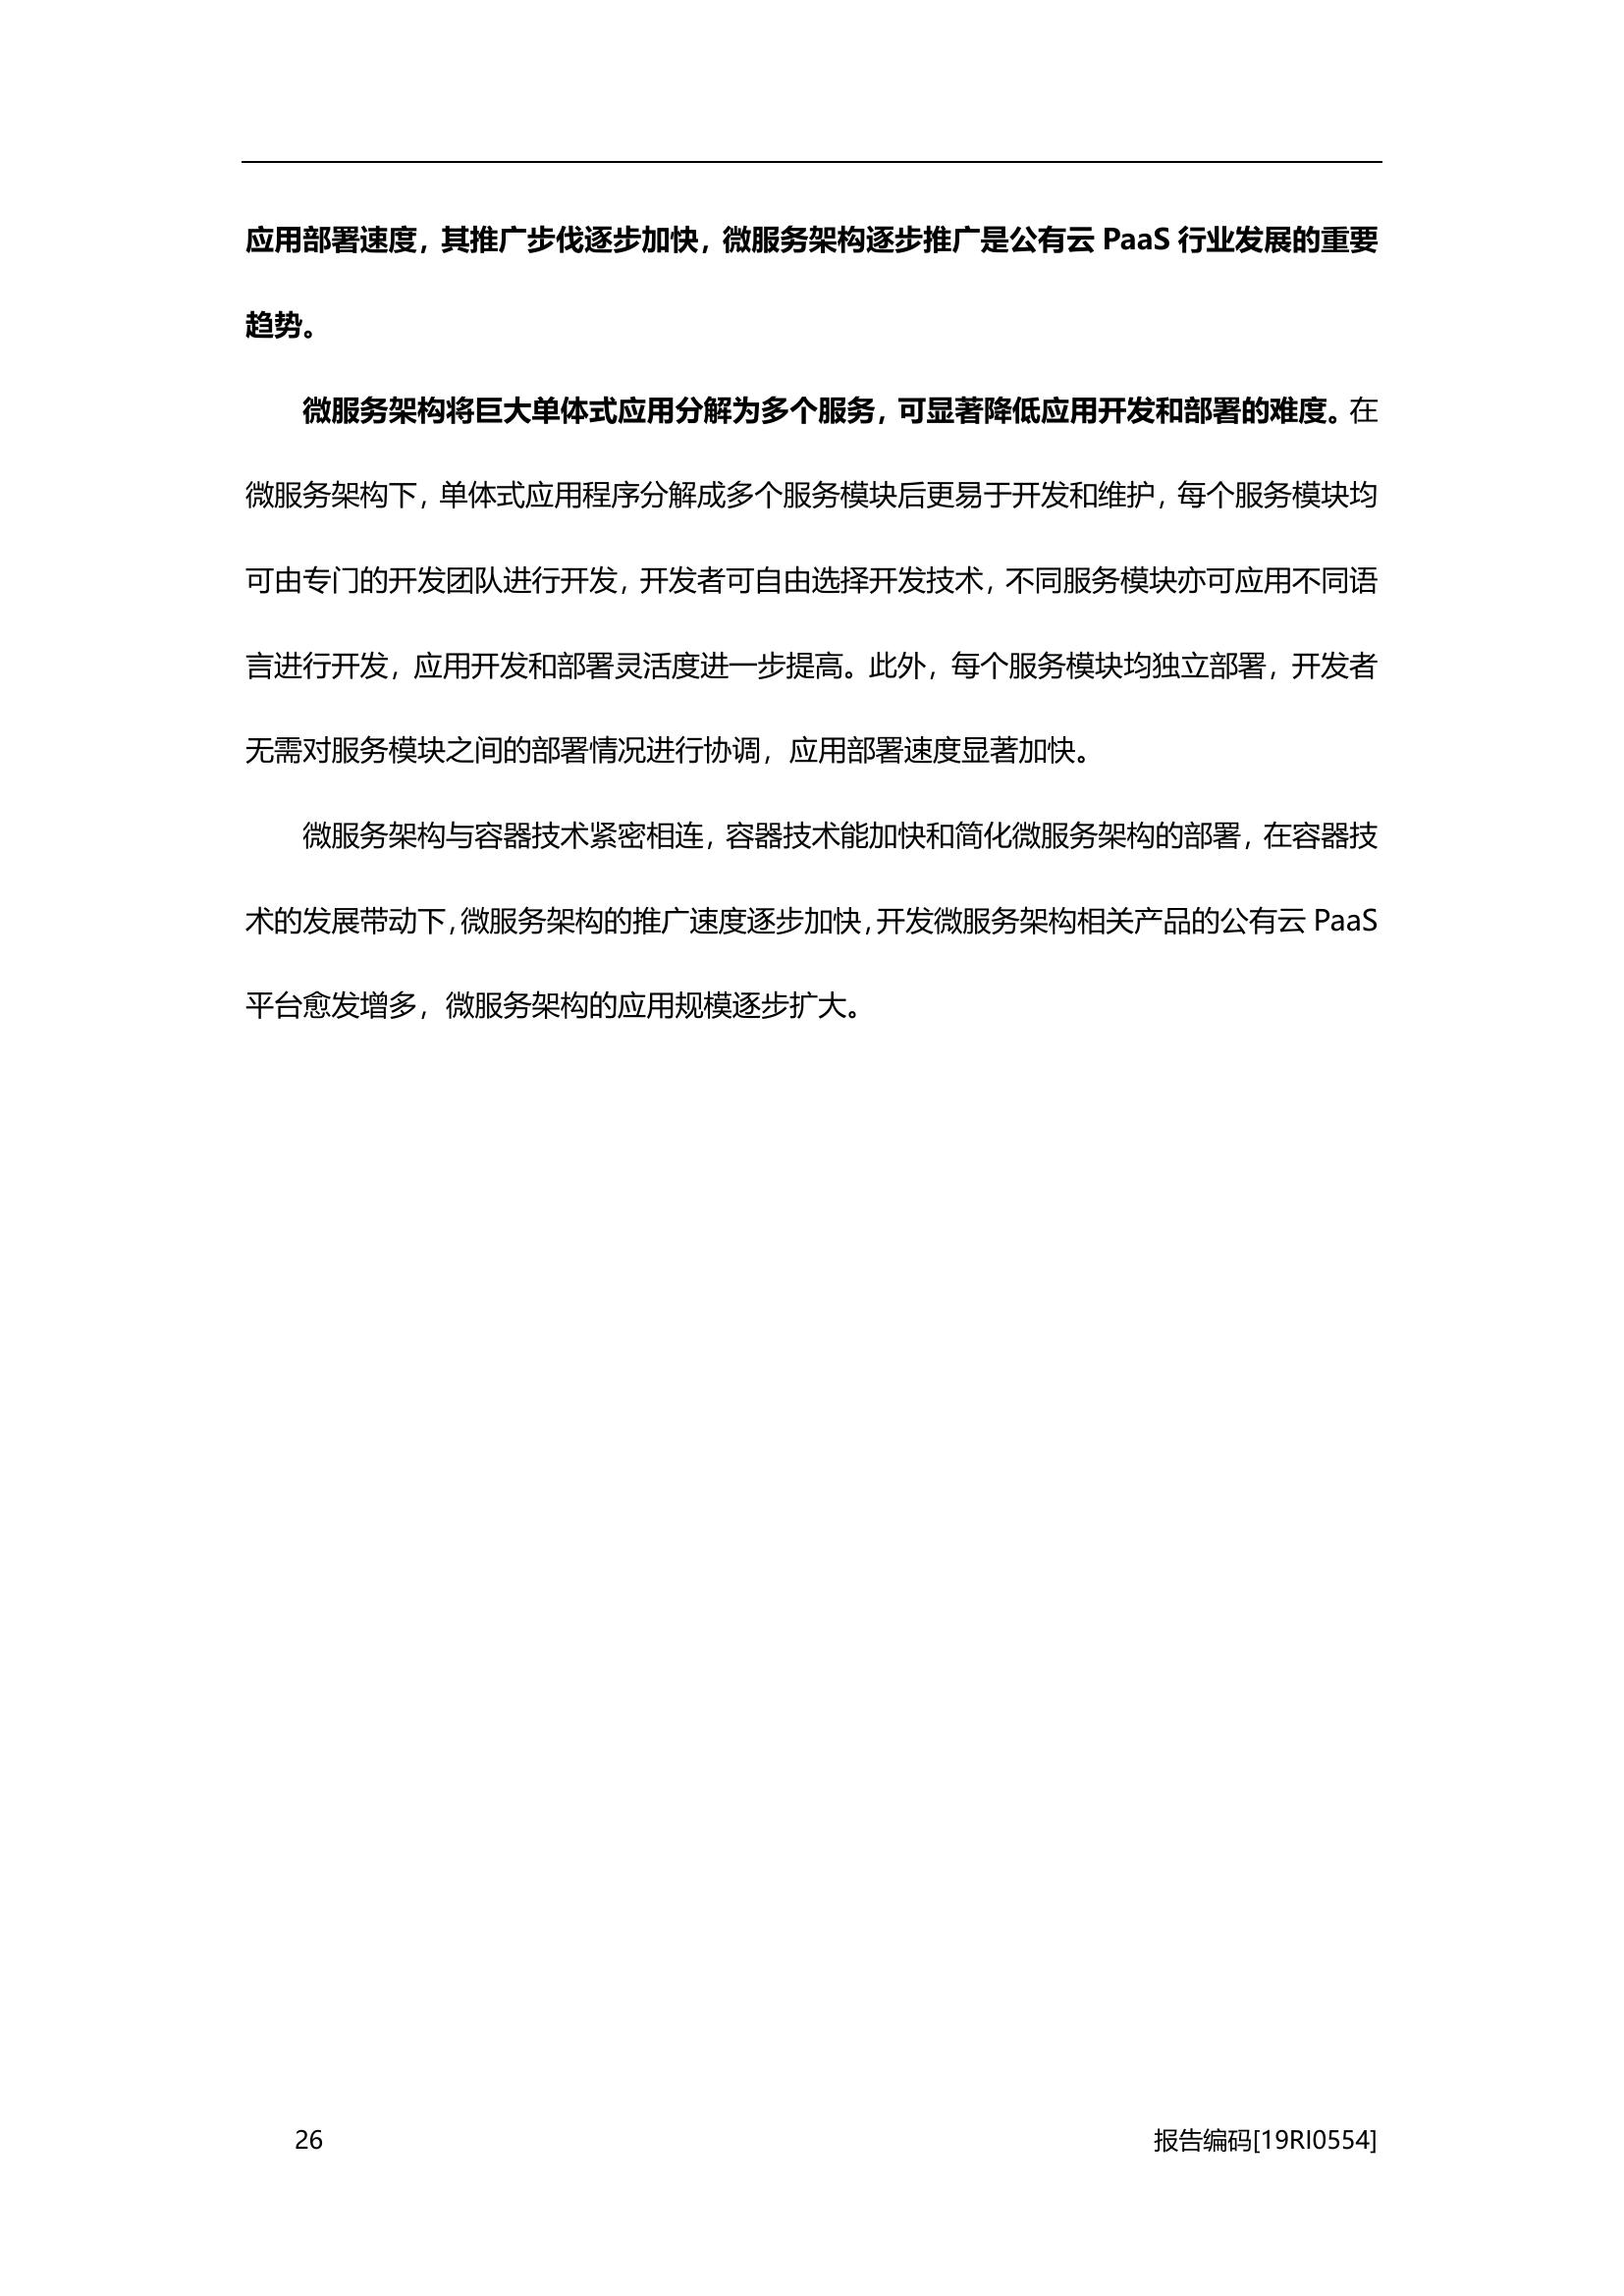 应用部署速度，其推广步伐逐步加快，微服务架构逐步推广是公有云 PaaS 行业发展的重要
趋势。
微服务架构将巨大单体式应用分解为多个服务，可显著降低应用开发和部署的难度。在
微服务架构下，单体式应用程序分解成多个服务模块后更易于开发和维护，每个服务模块均
可由专门的开发团队进行开发，开发者可自由选择开发技术，不同服务模块亦可应用不同语
言进行开发，应用开发和部署灵活度进一步提高。此外，每个服务模块均独立部署，开发者
无需对服务模块之间的部署情况进行协调，应用部署速度显著加快。
微服务架构与容器技术紧密相连，容器技术能加快和简化微服务架构的部署，在容器技
术的发展带动下，微服务架构的推广速度逐步加快，开发微服务架构相关产品的公有云 PaaS
平台愈发增多，微服务架构的应用规模逐步扩大。
26 报告编码[19RI0554]